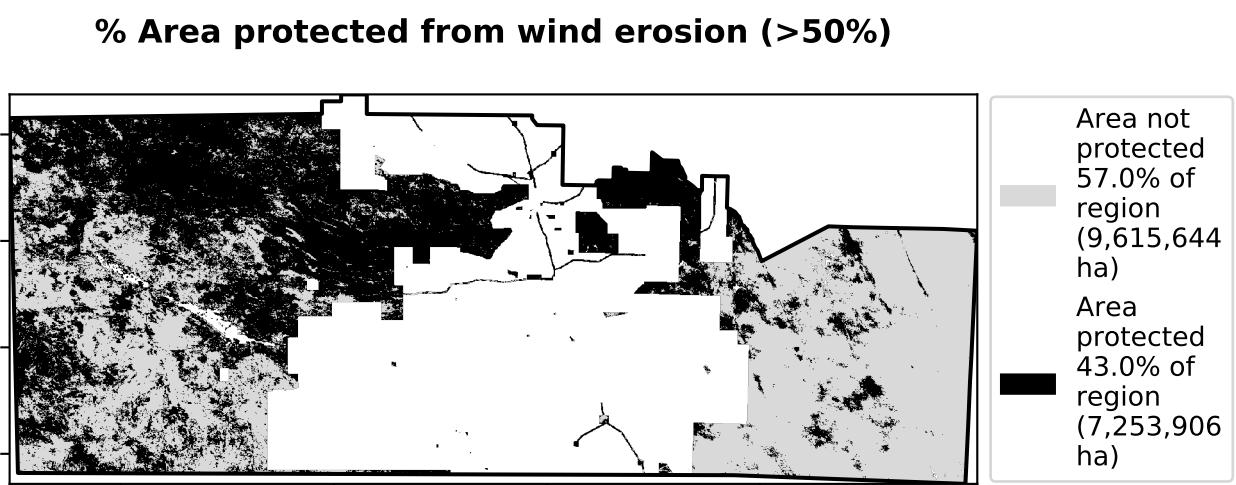 % Area protected from wind erosion (>50%)
Area not
protected
57.0% of
region
(9,615,644
ha)
Area
protected
43.0% of
region
(7,253,906
ha)